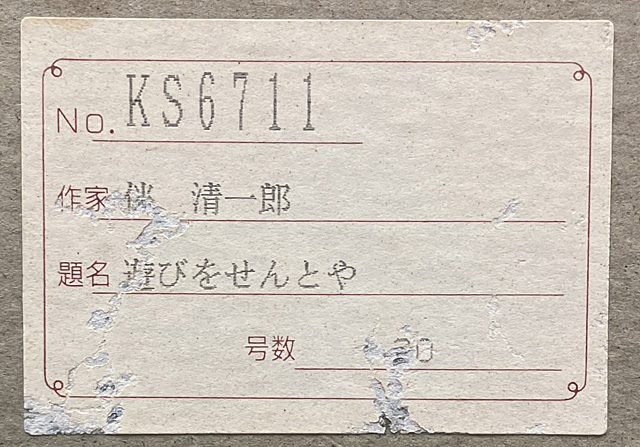 No. KS6711
作家 伴 清一郎
題名 遊びをせんとや
号数 20